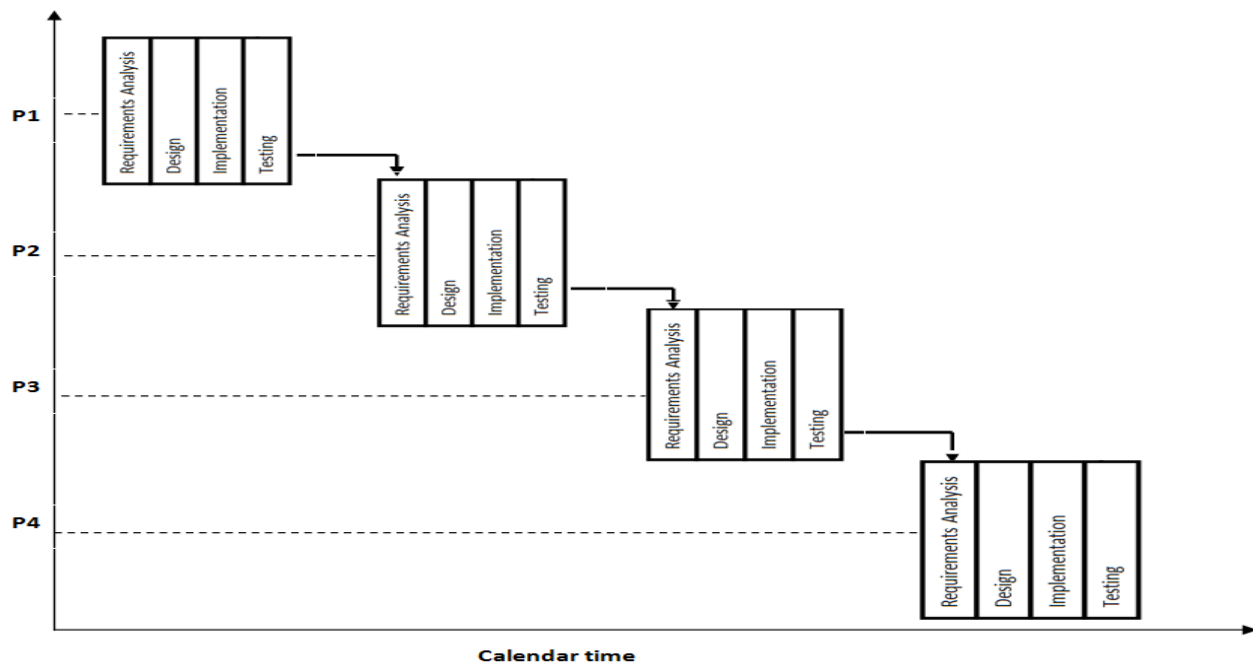 P1
Requirements Analysis
Design
Implementation
Testing
P2
Requirements Analysis
Design
Implementation
Testing
P3
Requirements Analysis
Design
Implementation
Testing
P4
Requirements Analysis
Design
Implementation
Testing
Calendar time